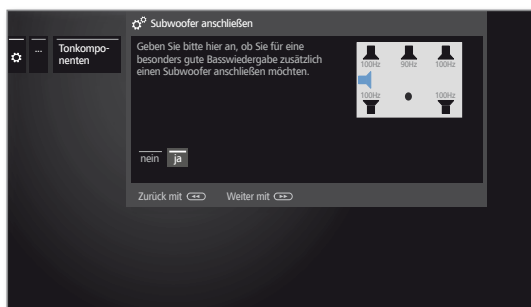 Subwoofer anschließen
...
Tonkompo-
nenten
Geben Sie bitte hier an, ob Sie für eine
besonders gute Basswiedergabe zusätzlich
einen Subwoofer anschließen möchten.
100Hz 90Hz 100Hz
100Hz 100Hz
nein ja
Zurück mit Weiter mit